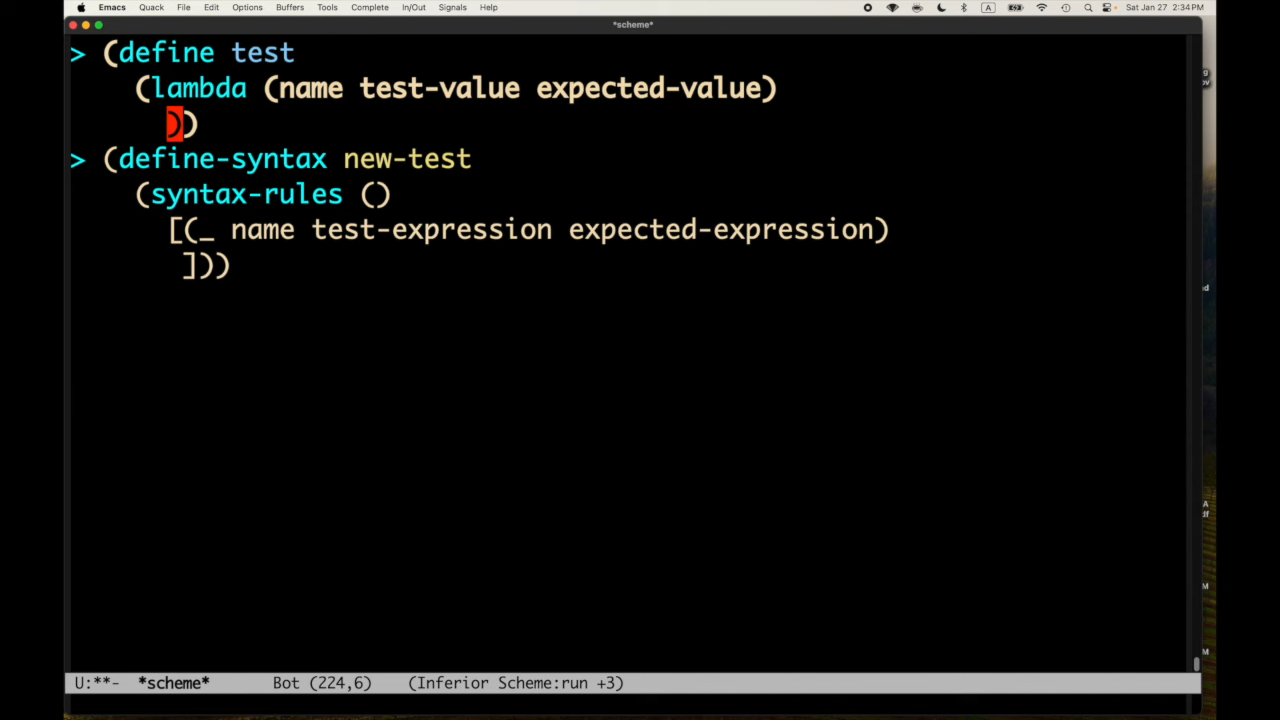 Emacs Quack File Edit Options Buffers Tools Complete In/Out Signals Help A Sat Jan 27 2:34 PM
*scheme*
> (define test
(lambda (name test-value expected-value)
))
> (define-syntax new-test
(syntax-rules ()
[(_ name test-expression expected-expression)
]))
U:**- *scheme* Bot (224,6) (Inferior Scheme:run +3)